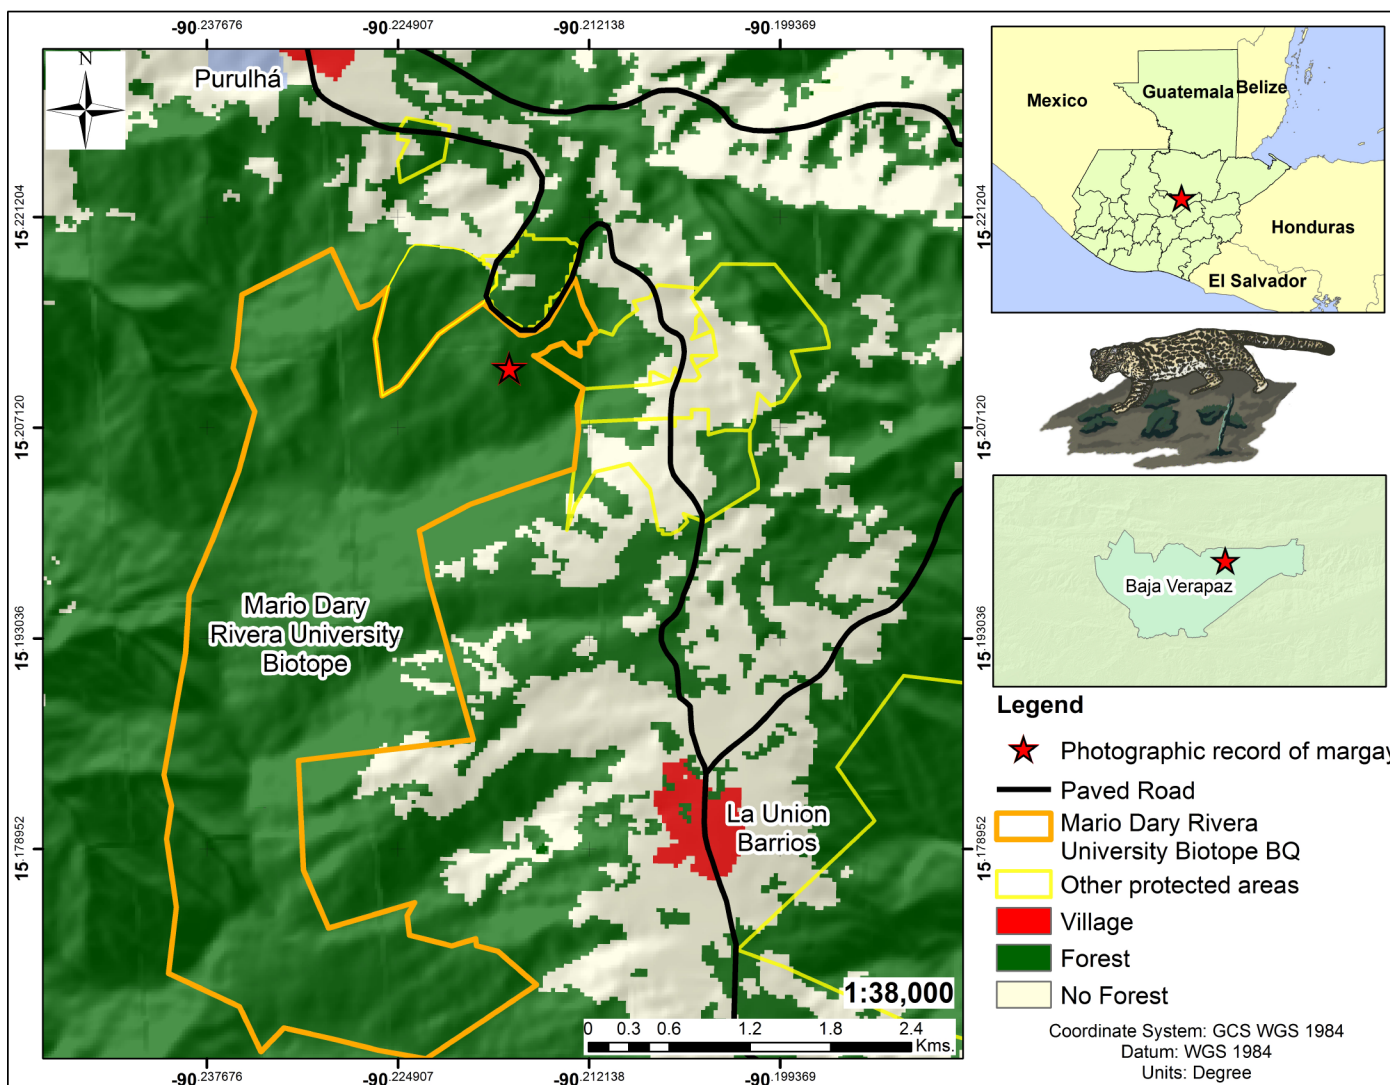 -90.237676
-90.224907
-90.212138
-90.199369
N
Purulhá
15.221204
15.207120
15.193036
15.178952
Mario Dary
Rivera University
Biotope
La Union
Barrios
1:38,000
0 0.3 0.6 1.2 1.8 2.4
Kms.
15.221204
15.207120
15.193036
15.178952
-90.237676
-90.224907
-90.212138
-90.199369
Mexico
Guatemala
Belize
Honduras
El Salvador
Baja Verapaz
Legend
Photographic record of margay
Paved Road
Mario Dary Rivera
University Biotope BQ
Other protected areas
Village
Forest
No Forest
Coordinate System: GCS WGS 1984
Datum: WGS 1984
Units: Degree